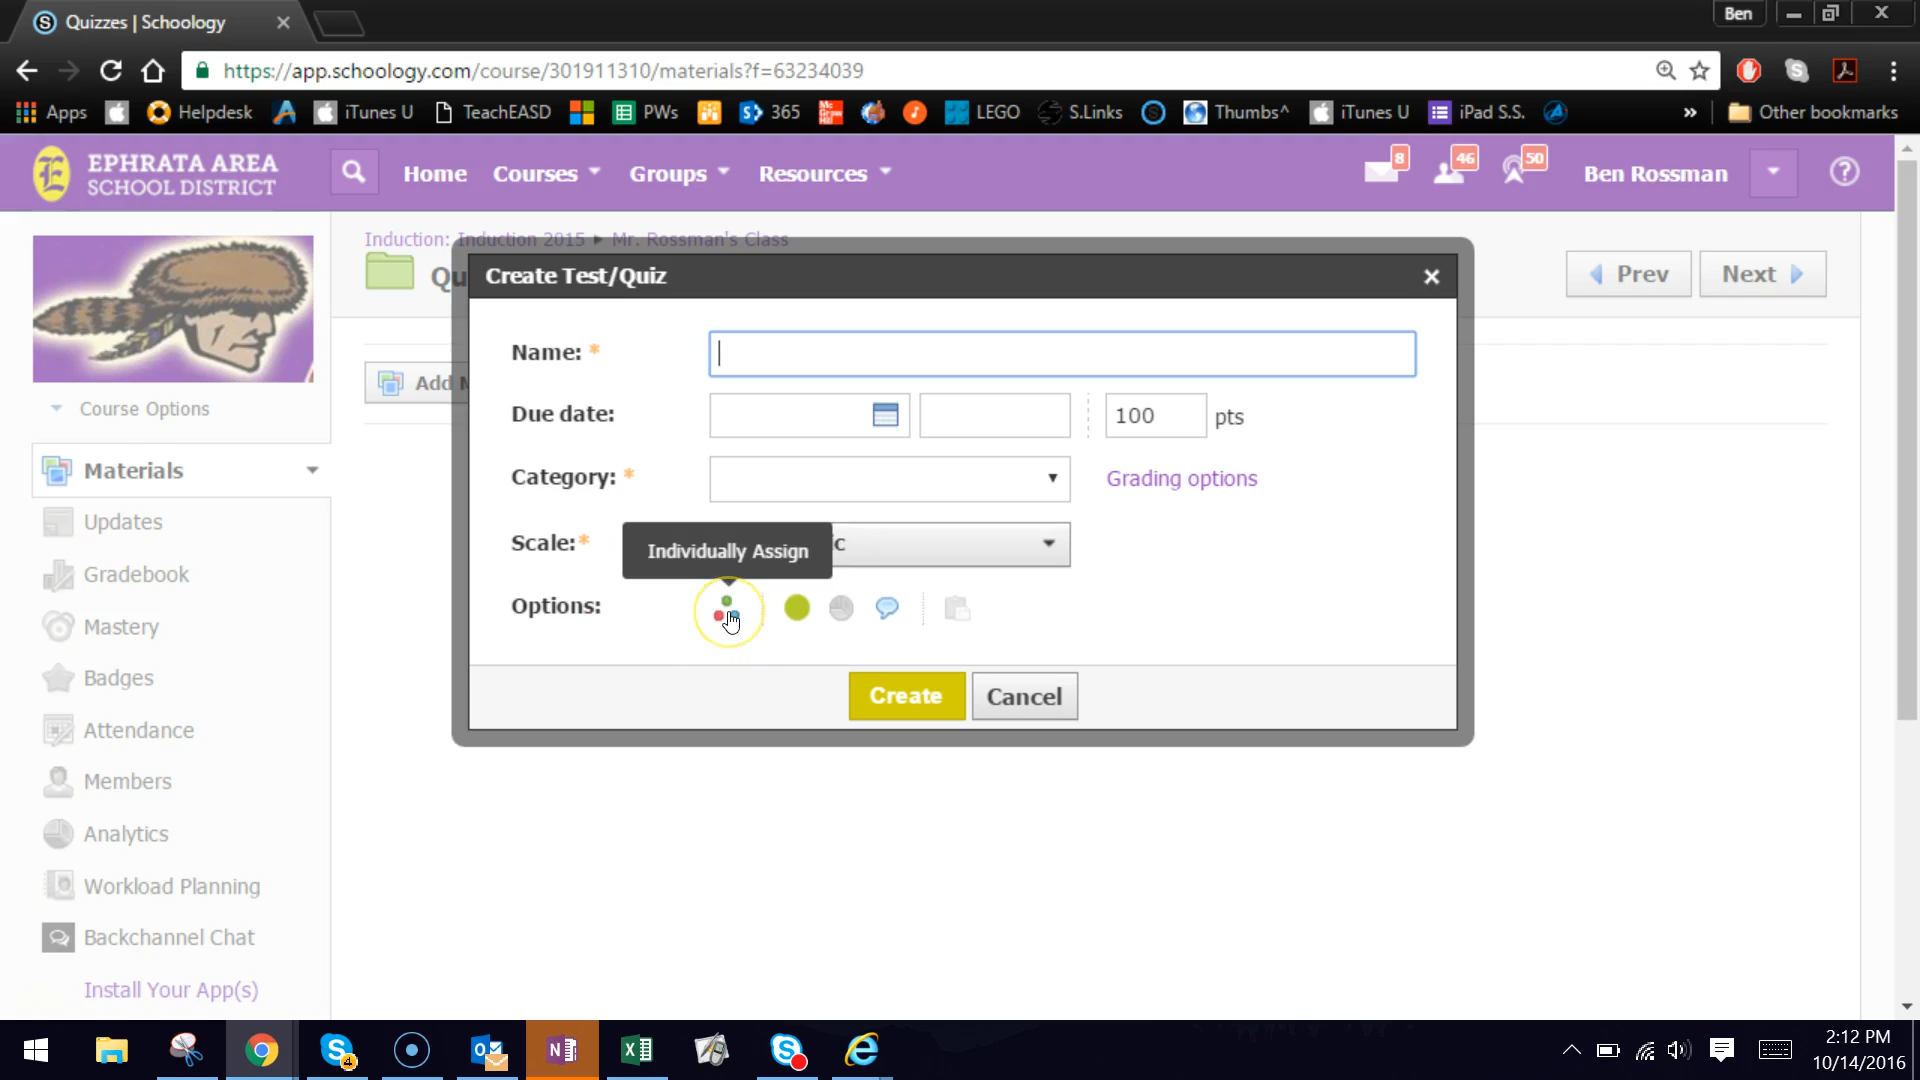 Quizzes | Schoology
Ben
https://app.schoology.com/course/301911310/materials?f=63234039
Apps Helpdesk iTunes U TeachEASD PWs 365 LEGO S.Links Thumbs^ iTunes U iPad S.S. » Other bookmarks
EPHRATA AREA
SCHOOL DISTRICT
Home Courses Groups Resources 8 46 50 Ben Rossman
Induction: Induction 2015 ▸ Mr. Rossman's Class
Qu
Prev Next
Create Test/Quiz
Name: *
Add M
Course Options
Due date: 100 pts
Materials
Category: * Grading options
Updates
Scale:* Individually Assign ic
Gradebook
Options:
Mastery
Badges
Create Cancel
Attendance
Members
Analytics
Workload Planning
Backchannel Chat
Install Your App(s)
4
2:12 PM
10/14/2016